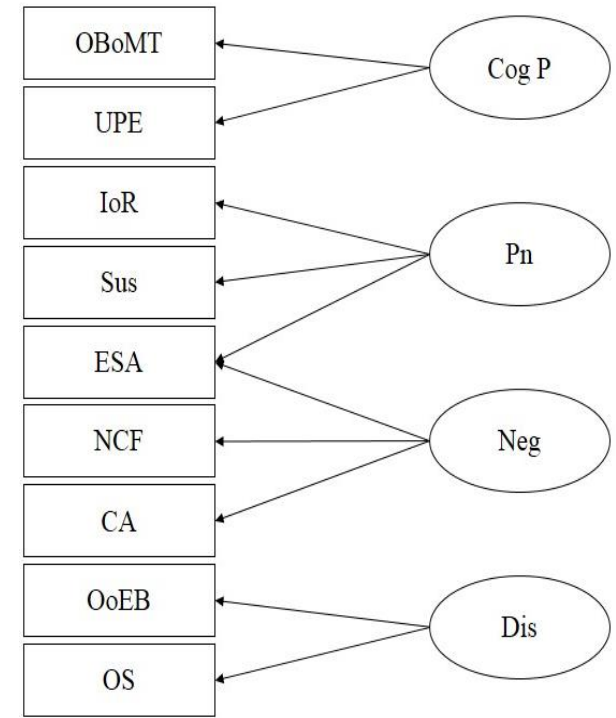 OBoMT
UPE
IoR
Sus
ESA
NCF
CA
OoEB
OS
Cog P
Pn
Neg
Dis